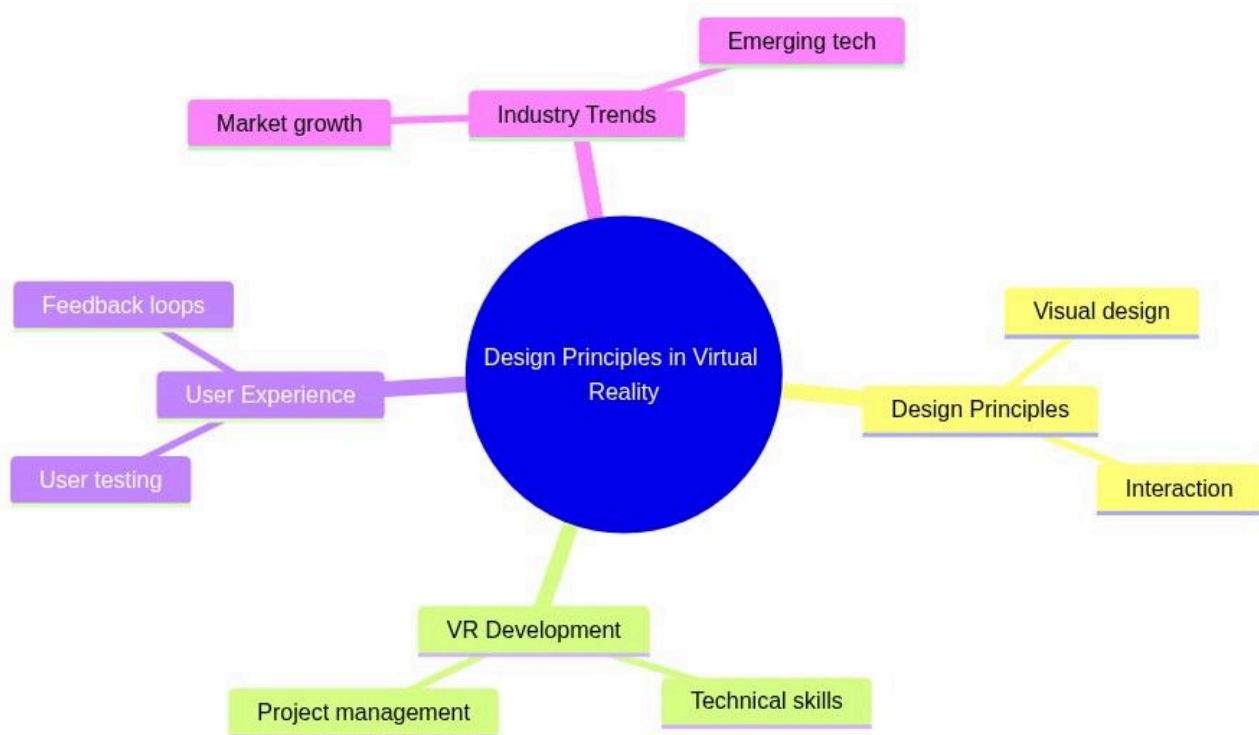 Emerging tech
Market growth
Industry Trends
Feedback loops
User Experience
User testing
Design Principles in Virtual
Reality
Visual design
Design Principles
Interaction
VR Development
Project management
Technical skills